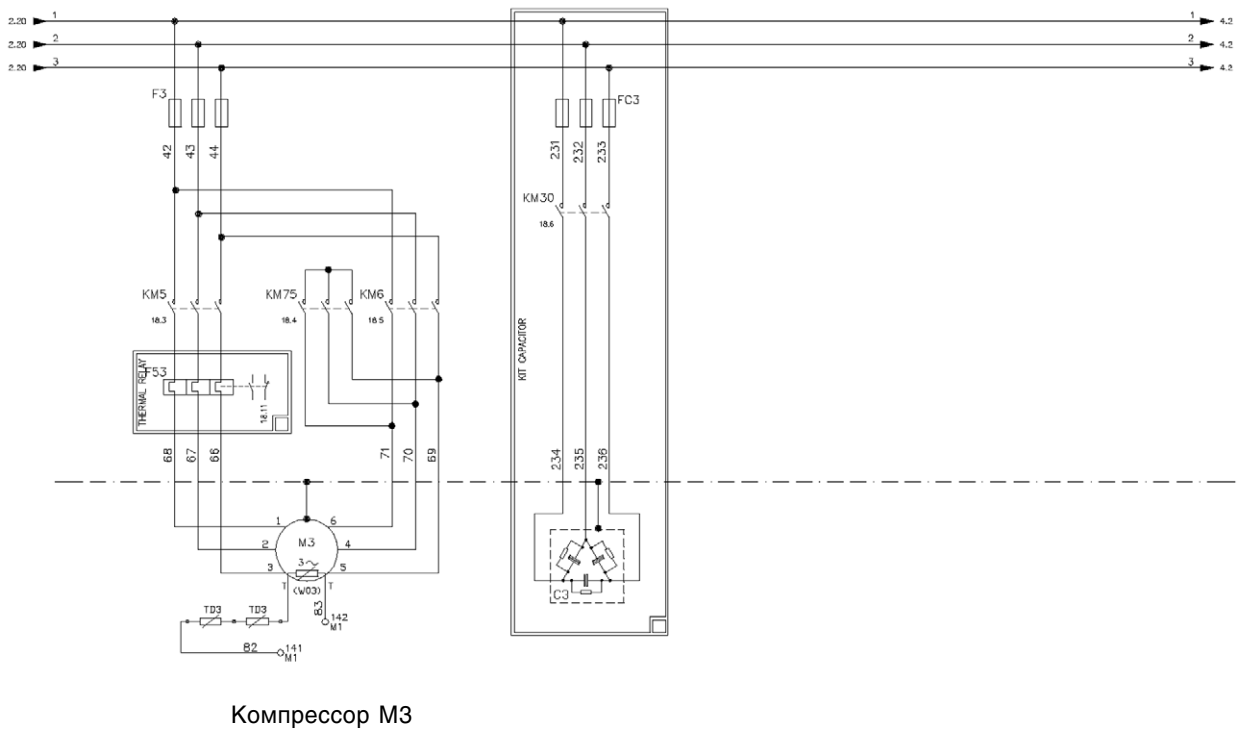 2.20 1 1 4.2
2.20 2 2 4.2
2.20 3 3 4.2
F3 FC3
42 43 44 231 232 233
KM30
18.6
KM5 KM75 KM6
18.3 18.4 18.5
KIT CAPACITOR
THERMAL RELAY
F53
18.11
68 67 66 71 70 69 234 235 236
1 6
2 M3 4
3 3~ 5
T (W03) T
C3
TD3 TD3 83 142
M1
82 141
M1
Компрессор М3